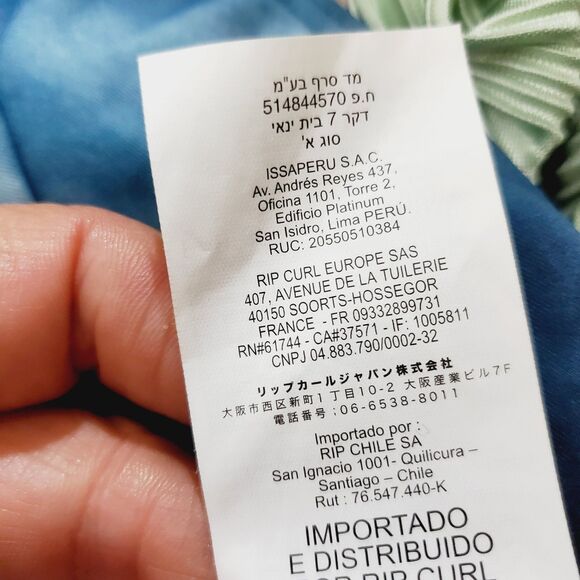 מד סרף בע"מ
ח.פ 514844570
דקר 7 בית ינאי
סוג א'
ISSAPERU S.A.C.
Av. Andrés Reyes 437,
Oficina 1101, Torre 2,
Edificio Platinum
San Isidro, Lima PERÚ.
RUC: 20550510384
RIP CURL EUROPE SAS
407, AVENUE DE LA TUILERIE
40150 SOORTS-HOSSEGOR
FRANCE - FR 09332899731
RN#61744 - CA#37571 - IF: 1005811
CNPJ 04.883.790/0002-32
リップカールジャパン株式会社
大阪市西区新町1丁目10-2 大阪産業ビル7F
電話番号：06-6538-8011
Importado por :
RIP CHILE SA
San Ignacio 1001- Quilicura –
Santiago – Chile
Rut : 76.547.440-K
IMPORTADO
E DISTRIBUIDO
POR RIP CURL